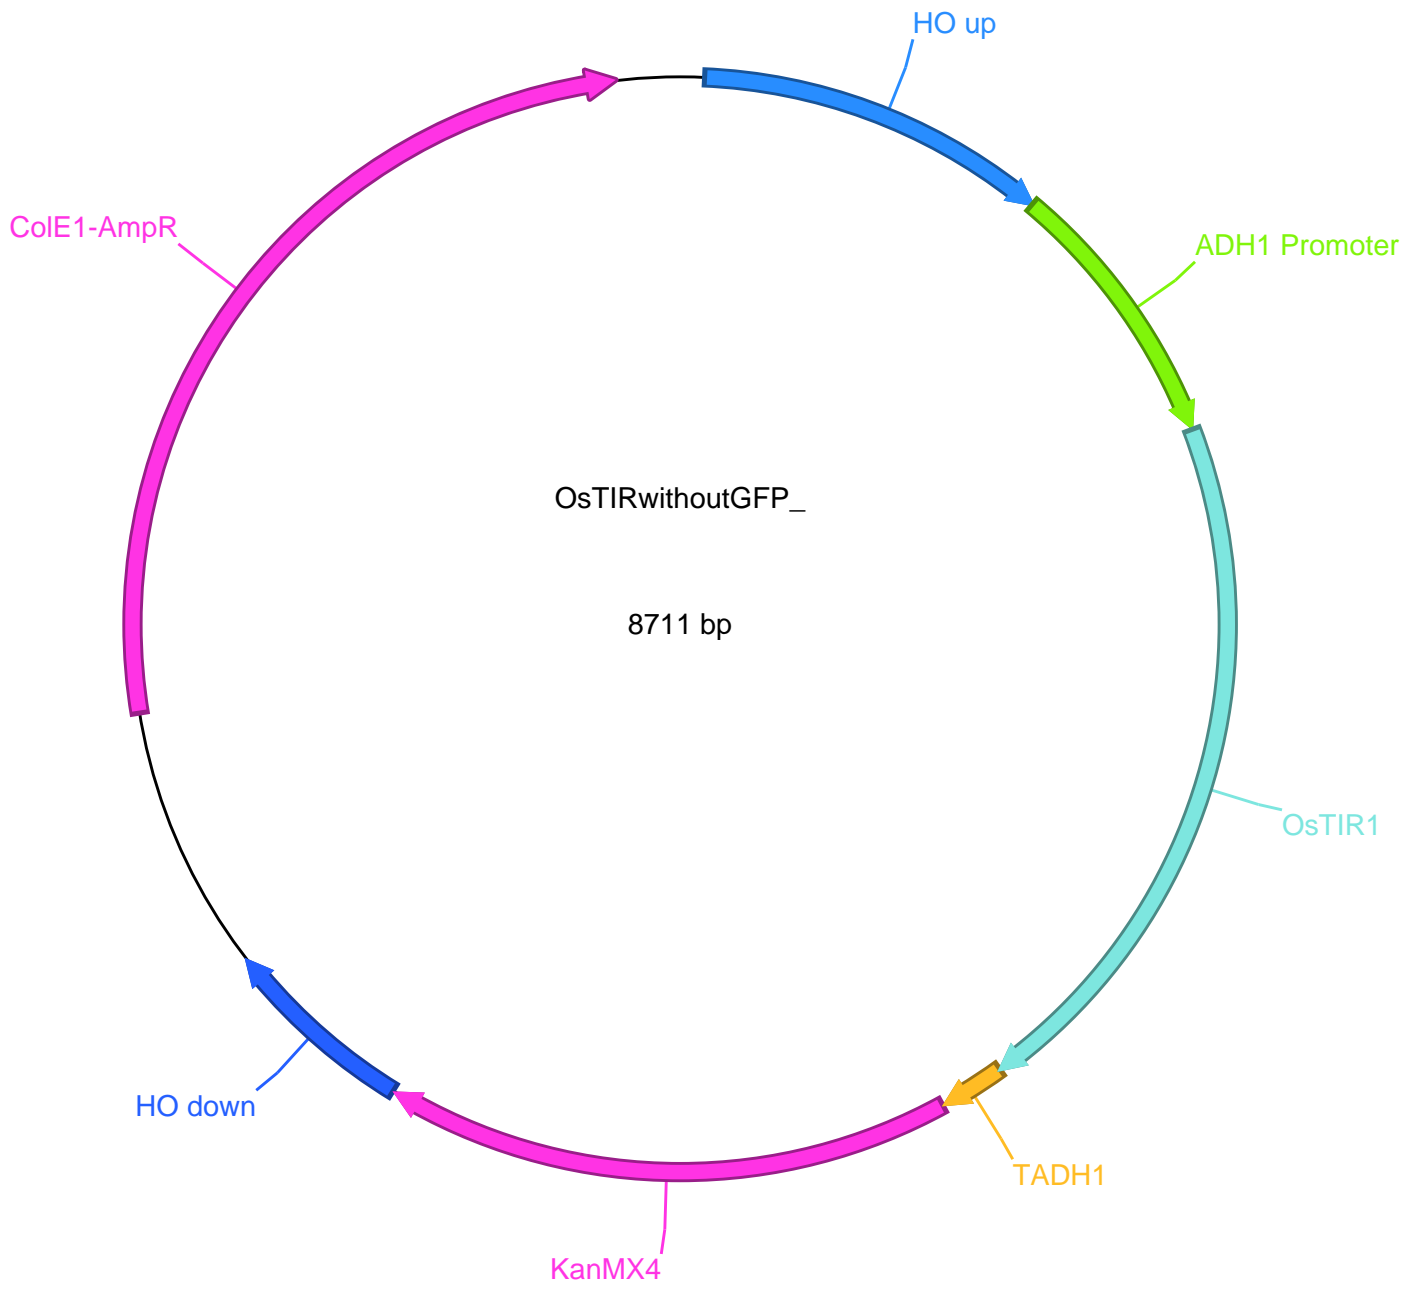 HO up
ColE1-AmpR
ADH1 Promoter
OsTIRwithoutGFP_
8711 bp
OsTIR1
HO down
TADH1
KanMX4